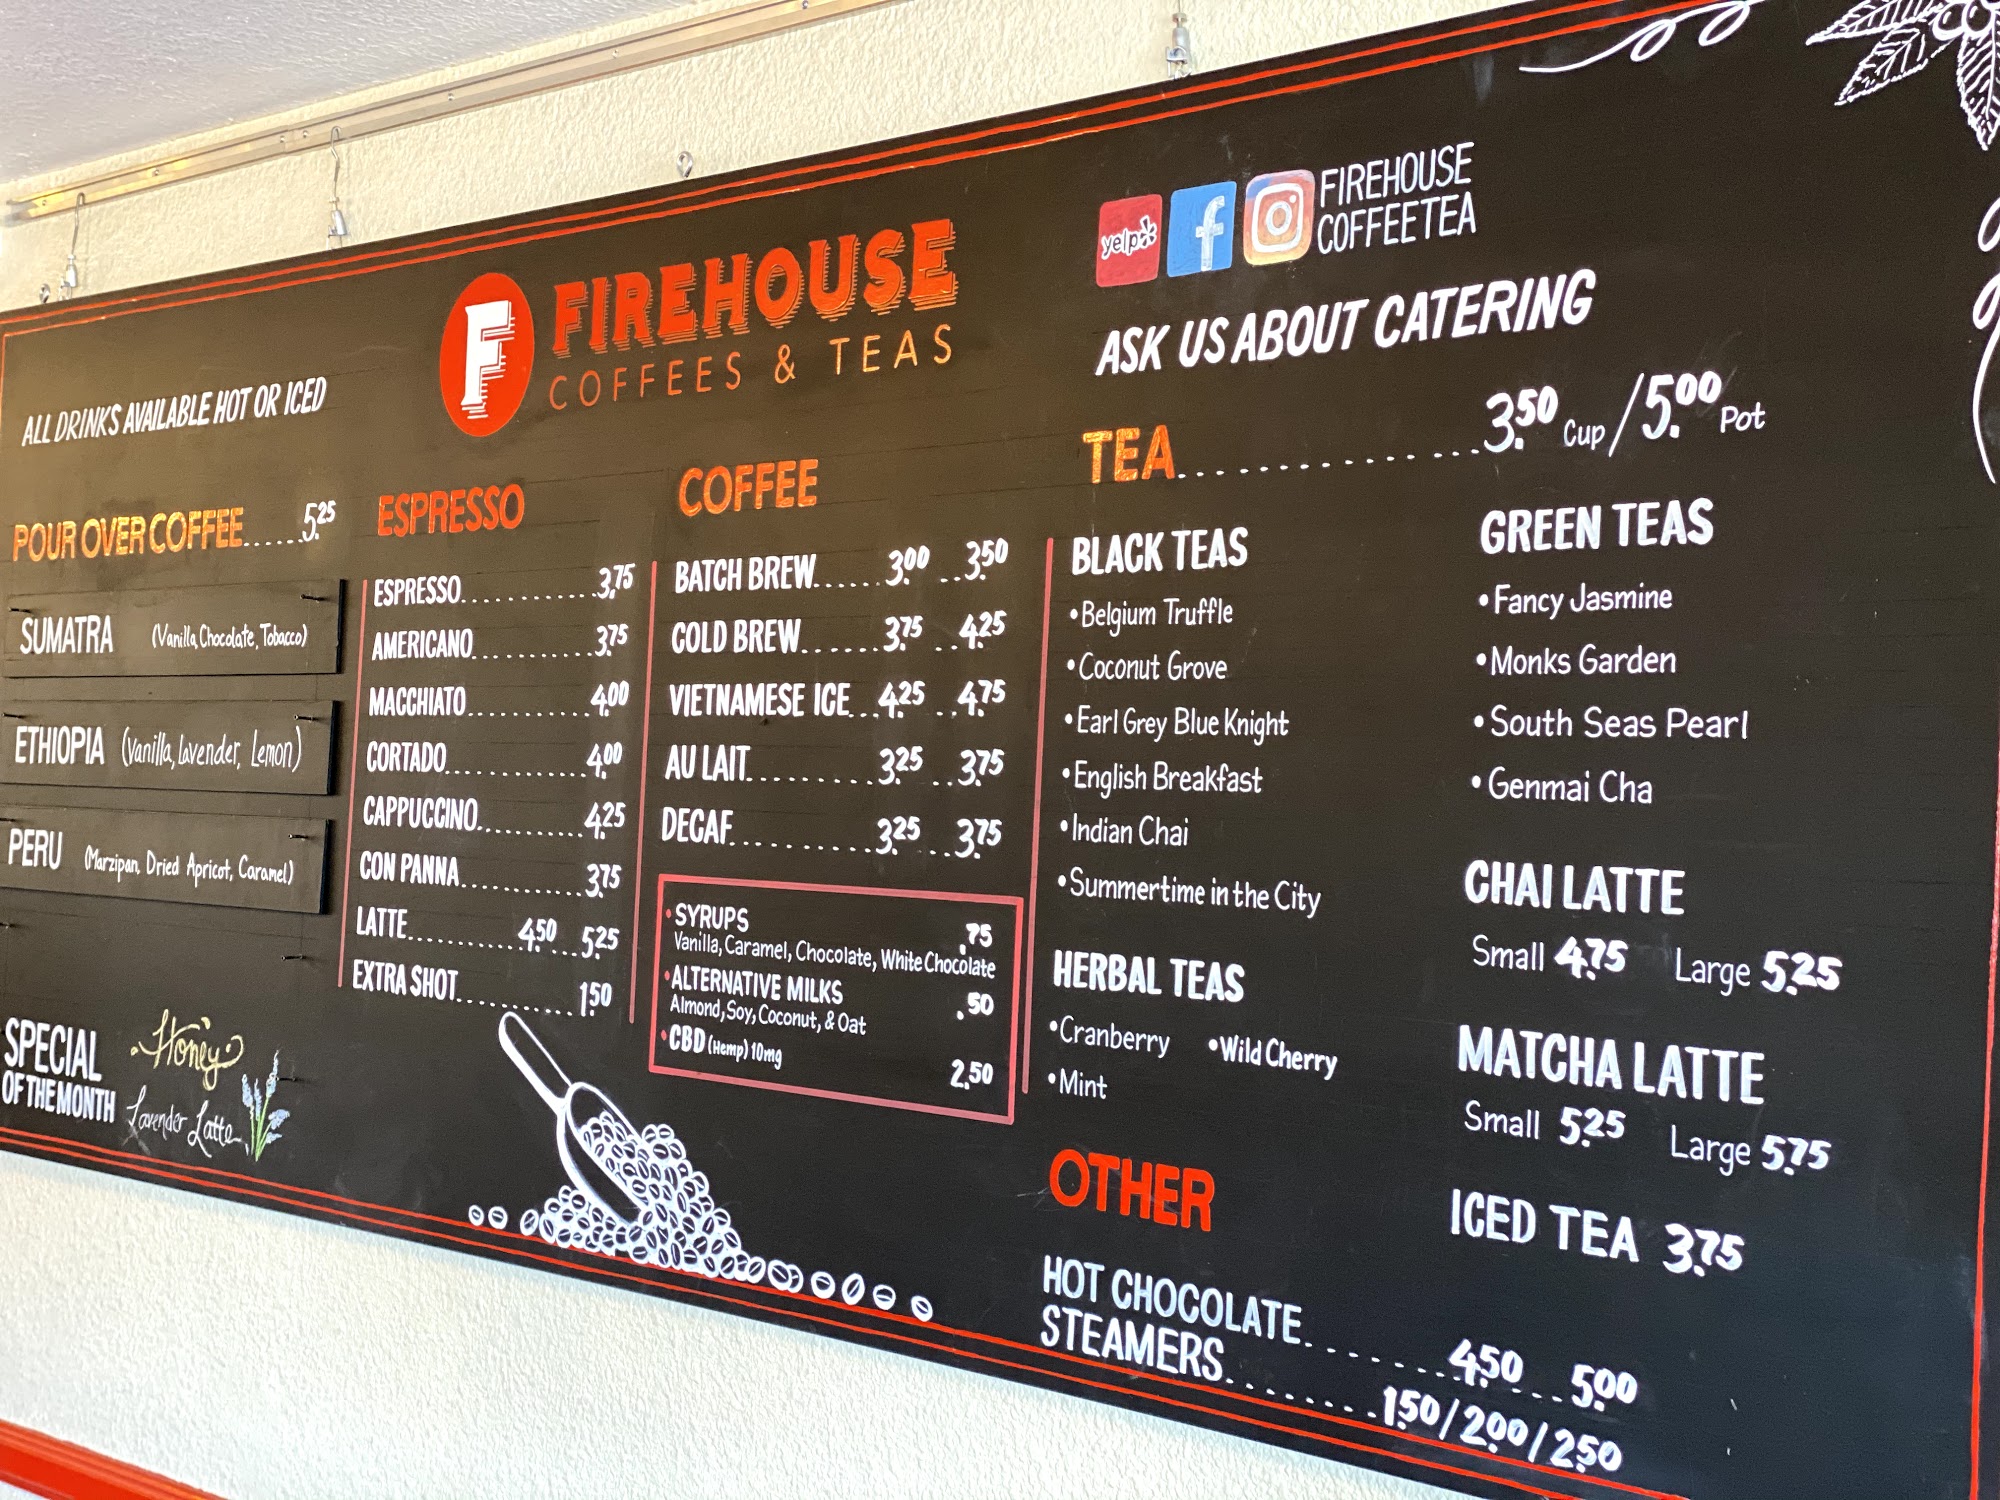 ALL DRINKS AVAILABLE HOT OR ICED
F
FIREHOUSE
COFFEES & TEAS
yelp
f
FIREHOUSE
COFFEETEA
ASK US ABOUT CATERING
POUR OVER COFFEE......5.25
SUMATRA (Vanilla, Chocolate, Tobacco)
ETHIOPIA (Vanilla, Lavender, Lemon)
PERU (Marzipan, Dried Apricot, Caramel)
SPECIAL
OF THE MONTH
Honey
Lavender Latte
ESPRESSO
ESPRESSO............3.75
AMERICANO............3.75
MACCHIATO............4.00
CORTADO............4.00
CAPPUCCINO............4.25
CON PANNA............3.75
LATTE............4.50...5.25
EXTRA SHOT............1.50
COFFEE
BATCH BREW......3.00...3.50
COLD BREW......3.75...4.25
VIETNAMESE ICE...4.25...4.75
AU LAIT.........3.25...3.75
DECAF..........3.25...3.75
•SYRUPS .75
Vanilla, Caramel, Chocolate, White Chocolate
•ALTERNATIVE MILKS .50
Almond, Soy, Coconut, & Oat
•CBD (Hemp) 10mg 2.50
TEA...............3.50 Cup/5.00 Pot
BLACK TEAS
•Belgium Truffle
•Coconut Grove
•Earl Grey Blue Knight
•English Breakfast
•Indian Chai
•Summertime in the City
HERBAL TEAS
•Cranberry •Wild Cherry
•Mint
GREEN TEAS
•Fancy Jasmine
•Monks Garden
•South Seas Pearl
•Genmai Cha
CHAI LATTE
Small 4.75 Large 5.25
MATCHA LATTE
Small 5.25 Large 5.75
ICED TEA 3.75
OTHER
HOT CHOCOLATE............4.50...5.00
STEAMERS............1.50/2.00/2.50